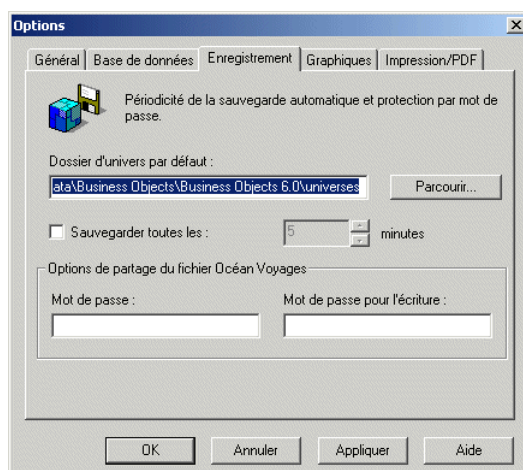 Options
Général Base de données Enregistrement Graphiques Impression/PDF
Périodicité de la sauvegarde automatique et protection par mot de
passe.
Dossier d'univers par défaut :
ata\Business Objects\Business Objects 6.0\universes Parcourir...
Sauvegarder toutes les : 5 minutes
Options de partage du fichier Océan Voyages
Mot de passe : Mot de passe pour l'écriture :
OK Annuler Appliquer Aide